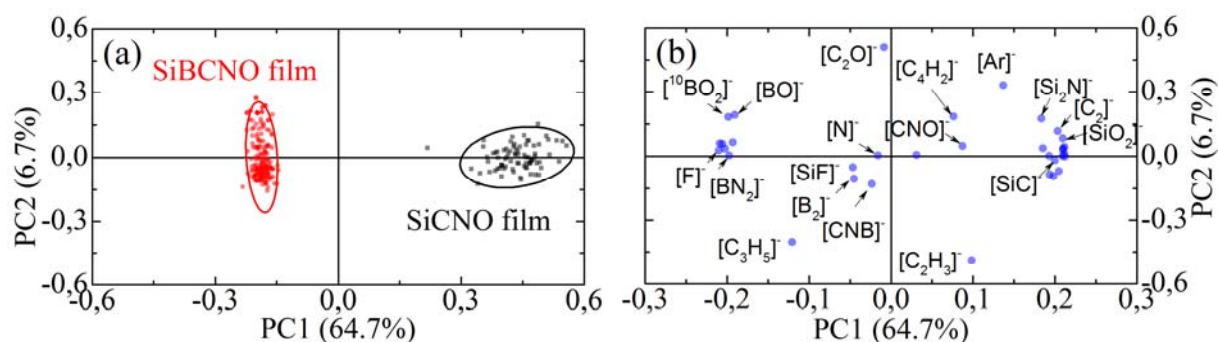 (a)
SiBCNO film
SiCNO film
0,6
0,3
0,0
-0,3
-0,6
PC2 (6.7%)
-0,6
-0,3
0,0
0,3
0,6
PC1 (64.7%)
(b)
[C₂O]⁻
[¹⁰BO₂]⁻
[BO]⁻
[C₄H₂]⁻
[Ar]⁻
[Si₂N]⁻
[C₂]⁻
[SiO₂
[N]⁻
[CNO]⁻
[F]⁻
[BN₂]⁻
[SiF]⁻
[SiC]⁻
[B₂]⁻
[CNB]⁻
[C₃H₅]⁻
[C₂H₃]⁻
0,6
0,3
0,0
-0,3
-0,6
PC2 (6.7%)
-0,3
-0,2
-0,1
0,0
0,1
0,2
0,3
PC1 (64.7%)